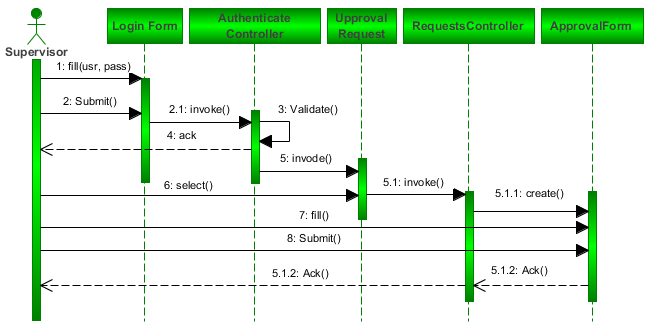 Supervisor
Login Form
Authenticate
Controller
Upproval
Request
RequestsController
ApprovalForm
1: fill(usr, pass)
2: Submit()
2.1: invoke()
3: Validate()
4: ack
5: invode()
5.1: invoke()
6: select()
5.1.1: create()
7: fill()
8: Submit()
5.1.2: Ack()
5.1.2: Ack()